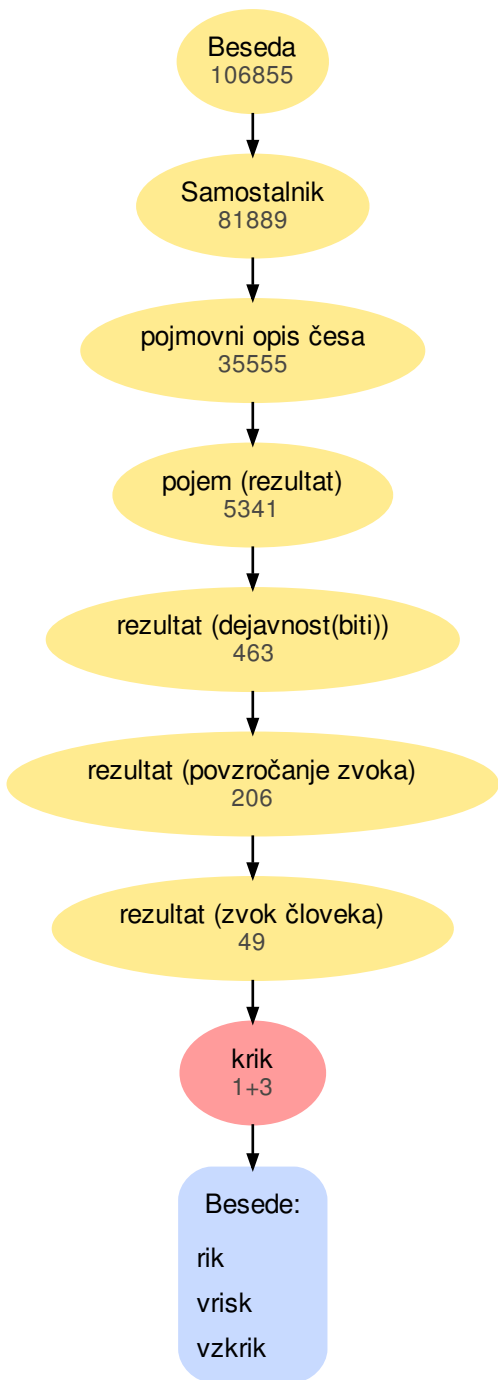 Beseda
106855
Samostalnik
81889
pojmovni opis česa
35555
pojem (rezultat)
5341
rezultat (dejavnost(biti))
463
rezultat (povzročanje zvoka)
206
rezultat (zvok človeka)
49
krik
1+3
Besede:
rik
vrisk
vzkrik